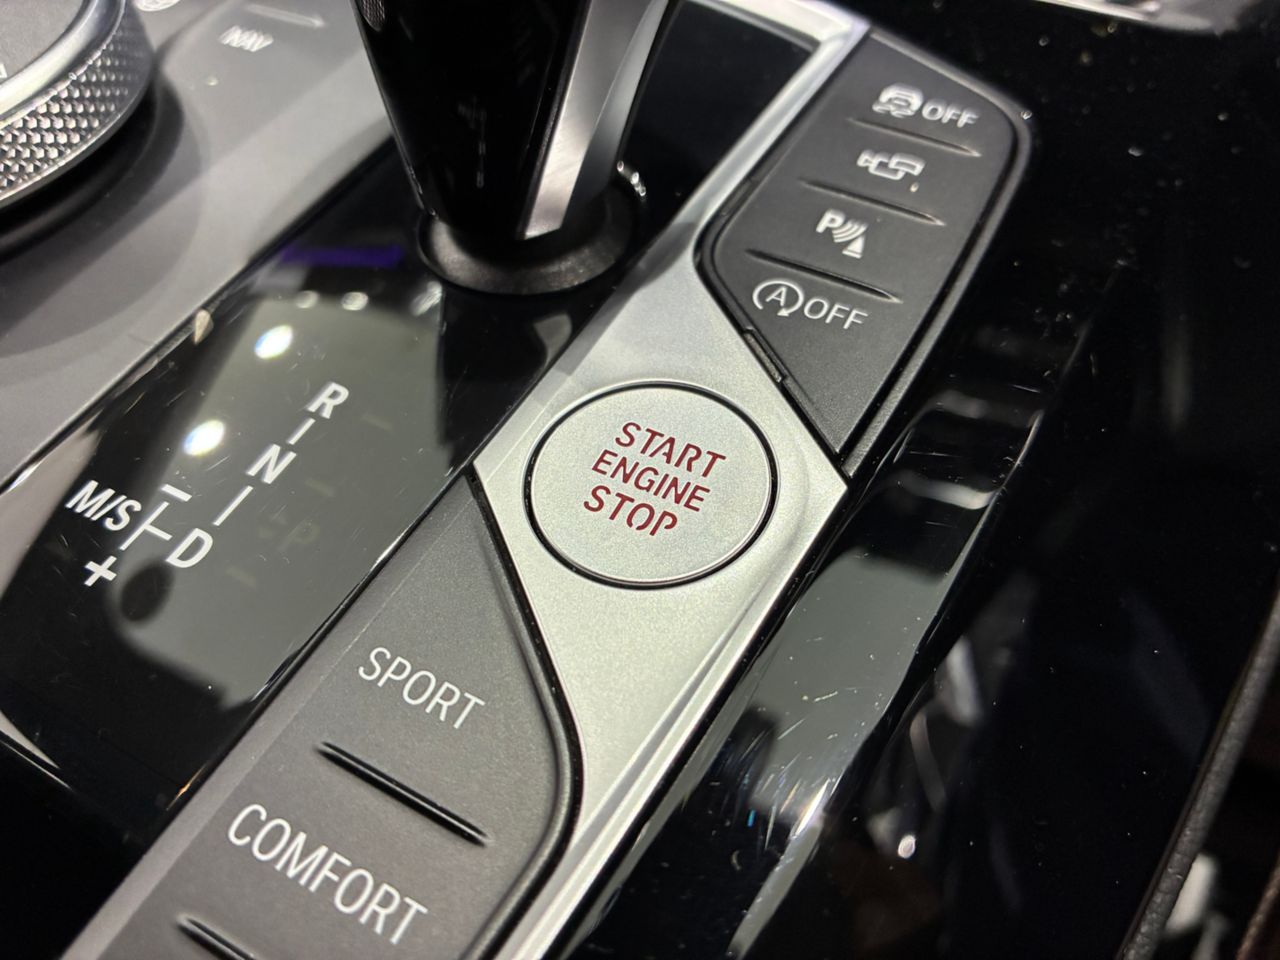 NAV
OFF
P
A OFF
R
N
M/S
D
+
START
ENGINE
STOP
SPORT
COMFORT